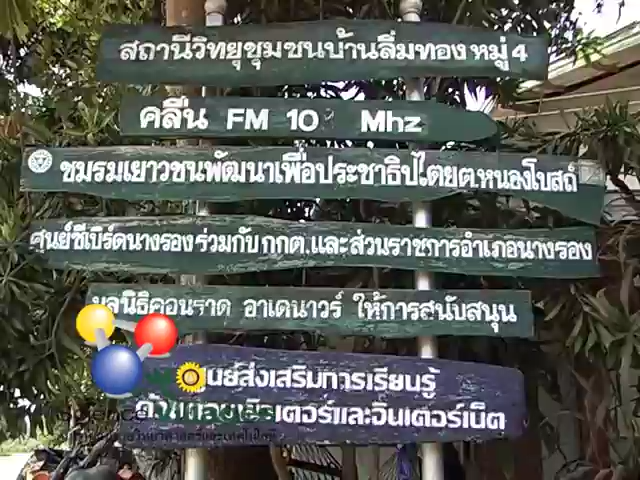 สถานีวิทยุชุมชนบ้านลิ่มทอง หมู่ 4
คลื่น FM 10 Mhz
ชมรมเยาวชนพัฒนาเพื่อประชาธิปไตยต.หนองโบสถ์
ศูนย์ซีเบิร์ดนางรอง ร่วมกับ กกต.และส่วนราชการอำเภอนางรอง
มูลนิธิคอนราด อาเดนาวร์ ให้การสนับสนุน
ศูนย์ส่งเสริมการเรียนรู้
ด้วยคอมพิวเตอร์และอินเตอร์เน็ต